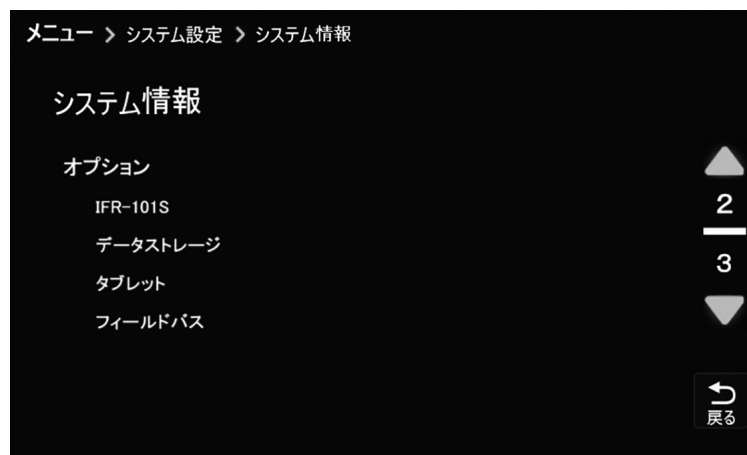 メニュー > システム設定 > システム情報
システム情報
オプション
IFR-101S
データストレージ
タブレット
フィールドバス
2
3
戻る